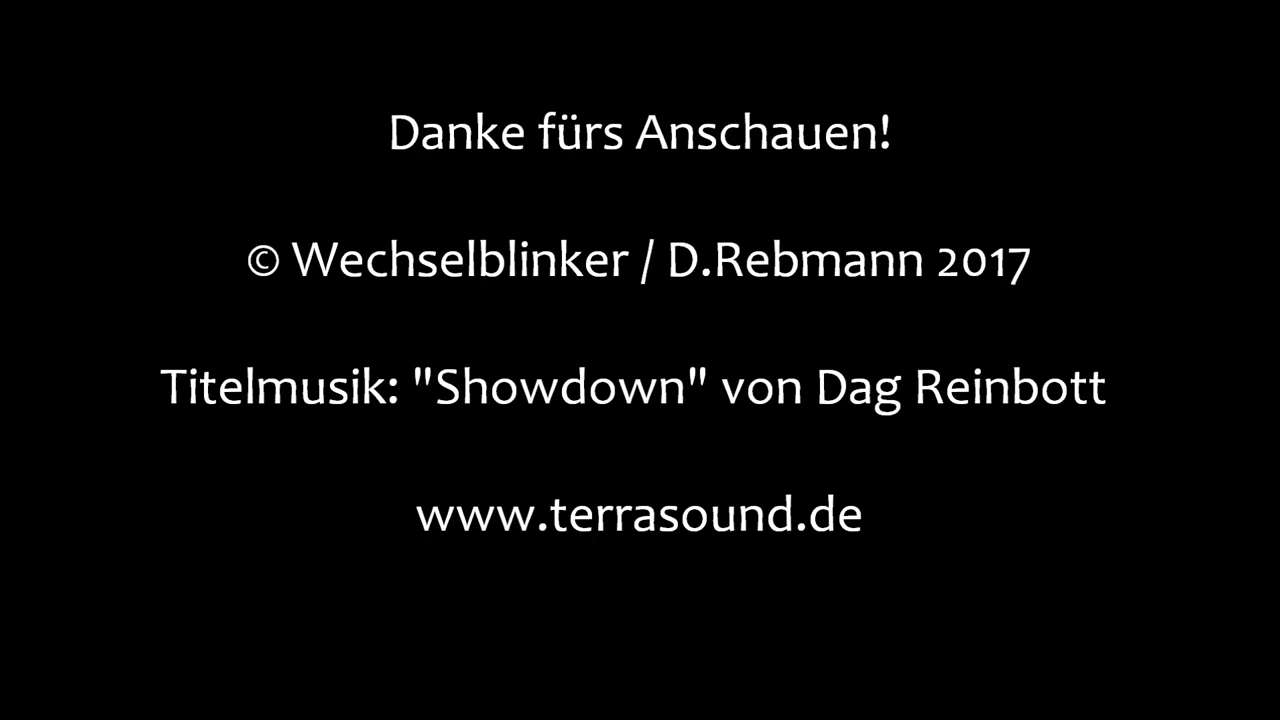 Danke fürs Anschauen!
© Wechselblinker / D.Rebmann 2017
Titelmusik: "Showdown" von Dag Reinbott
www.terrasound.de